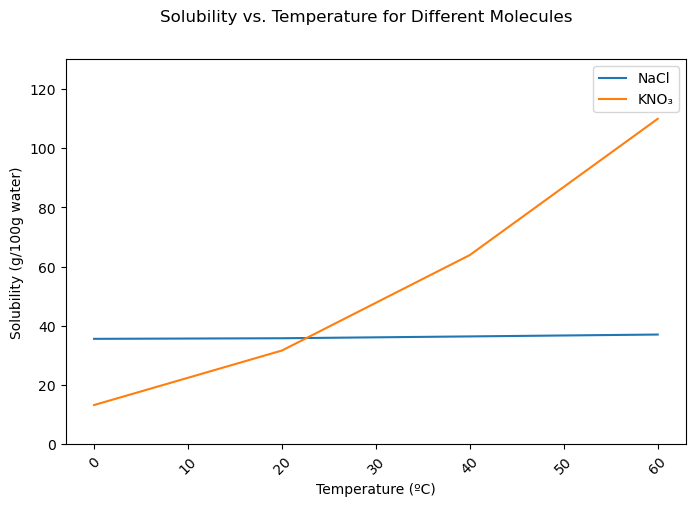 Solubility vs. Temperature for Different Molecules
NaCl
KNO₃
Solubility (g/100g water)
120
100
80
60
40
20
0
0
10
20
30
40
50
60
Temperature (ºC)